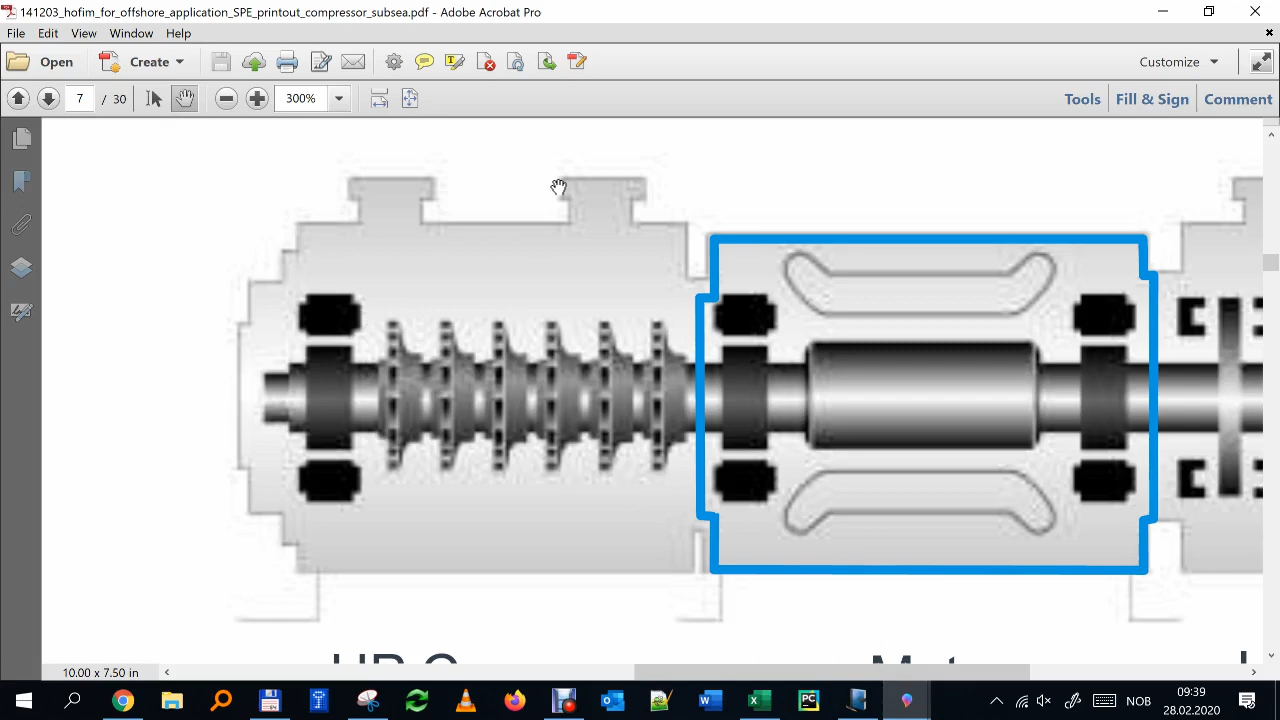 141203_hofim_for_offshore_application_SPE_printout_compressor_subsea.pdf - Adobe Acrobat Pro
File Edit View Window Help
Open Create Customize
7 / 30 300% Tools Fill & Sign Comment
10.00 x 7.50 in
NOB 09:39
28.02.2020